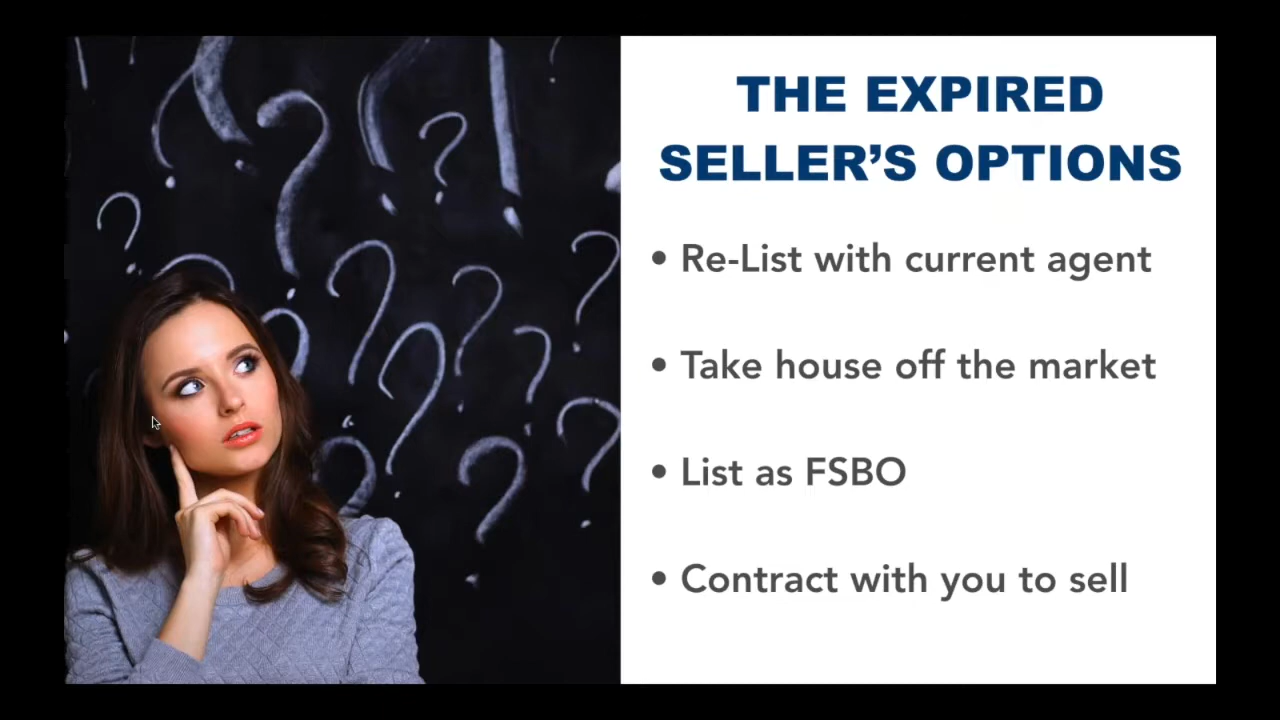 THE EXPIRED
SELLER’S OPTIONS
• Re-List with current agent
• Take house off the market
• List as FSBO
• Contract with you to sell